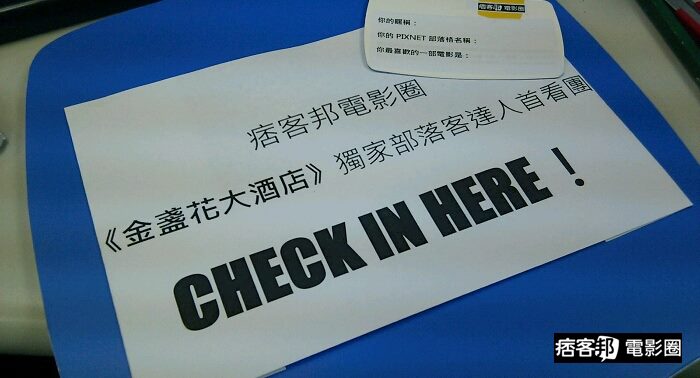 痞客邦電影圈
你的暱稱：
你的 PIXNET 部落格名稱：
你最喜歡的一部電影是：
痞客邦電影圈
《金盞花大酒店》獨家部落客達人首看團
CHECK IN HERE！
痞客邦 電影圈